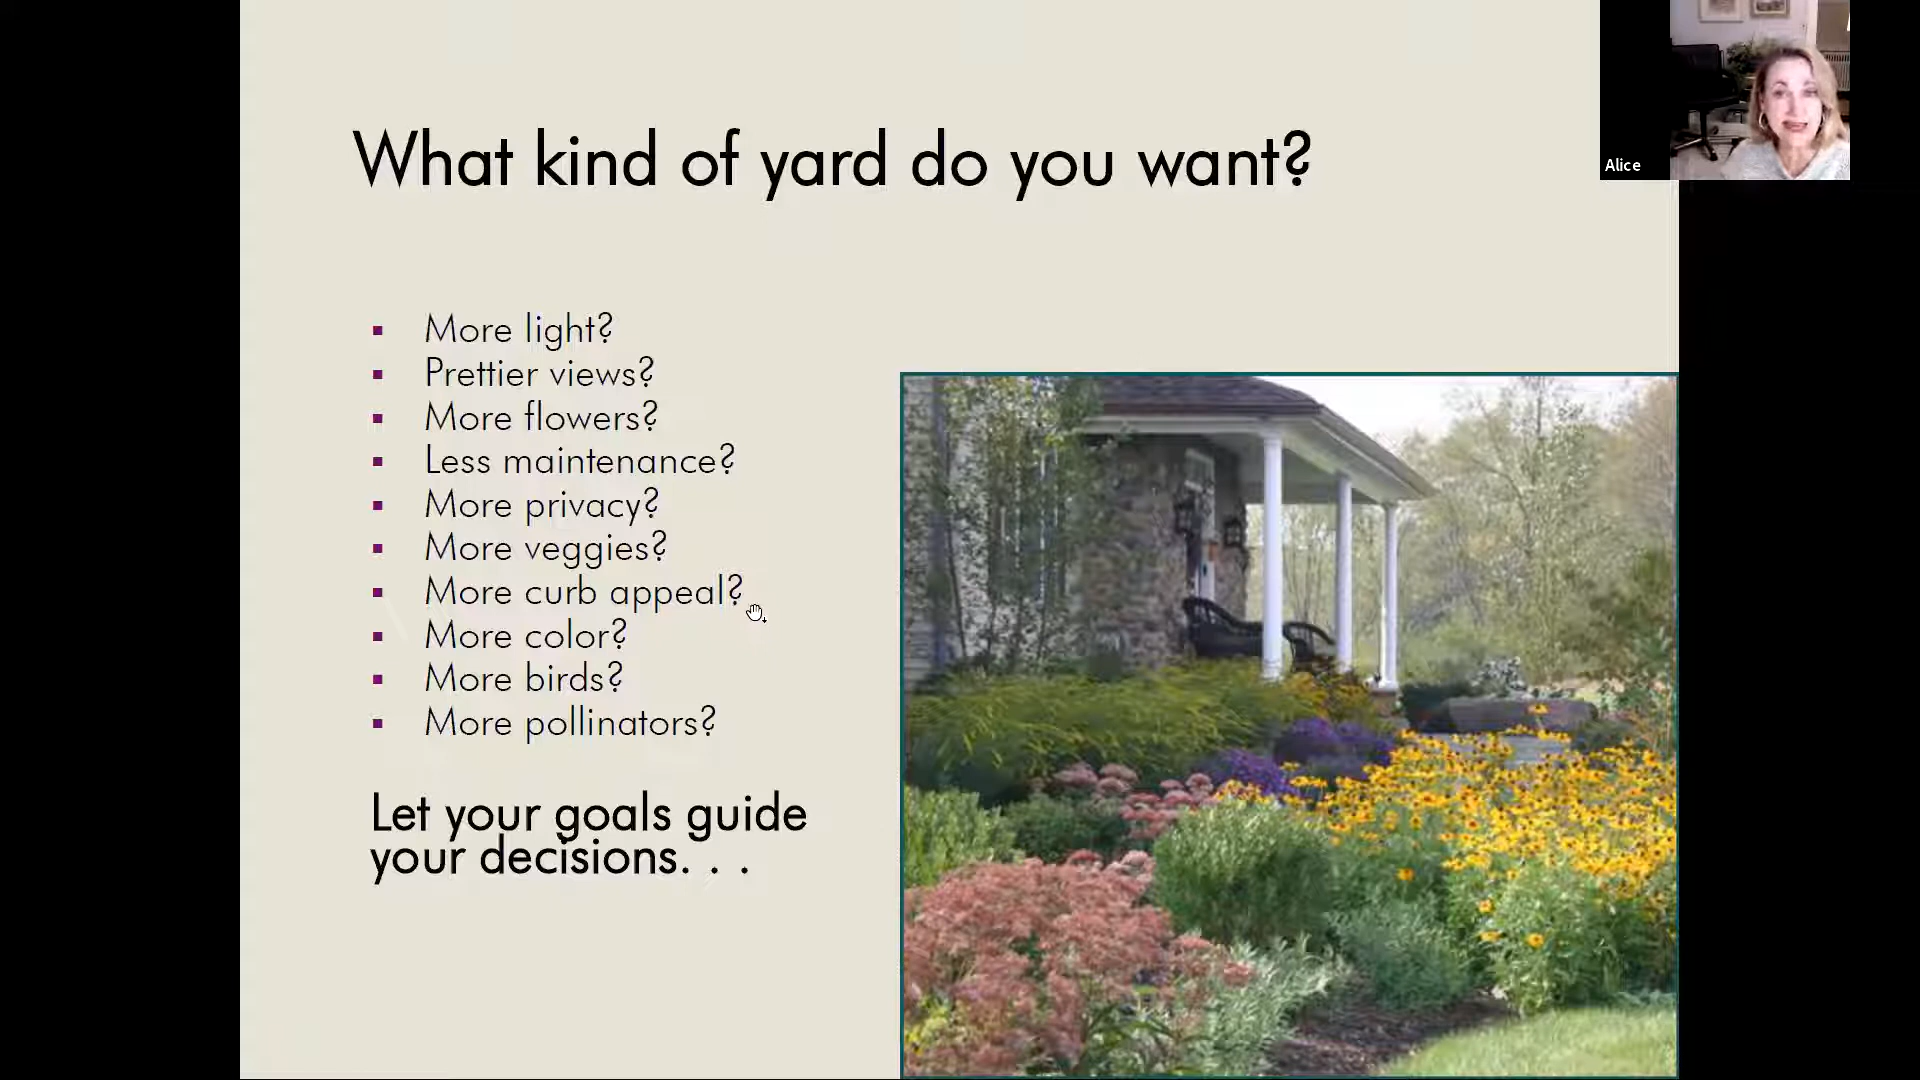 What kind of yard do you want?
Alice
▪ More light?
▪ Prettier views?
▪ More flowers?
▪ Less maintenance?
▪ More privacy?
▪ More veggies?
▪ More curb appeal?
▪ More color?
▪ More birds?
▪ More pollinators?
Let your goals guide
your decisions. . .